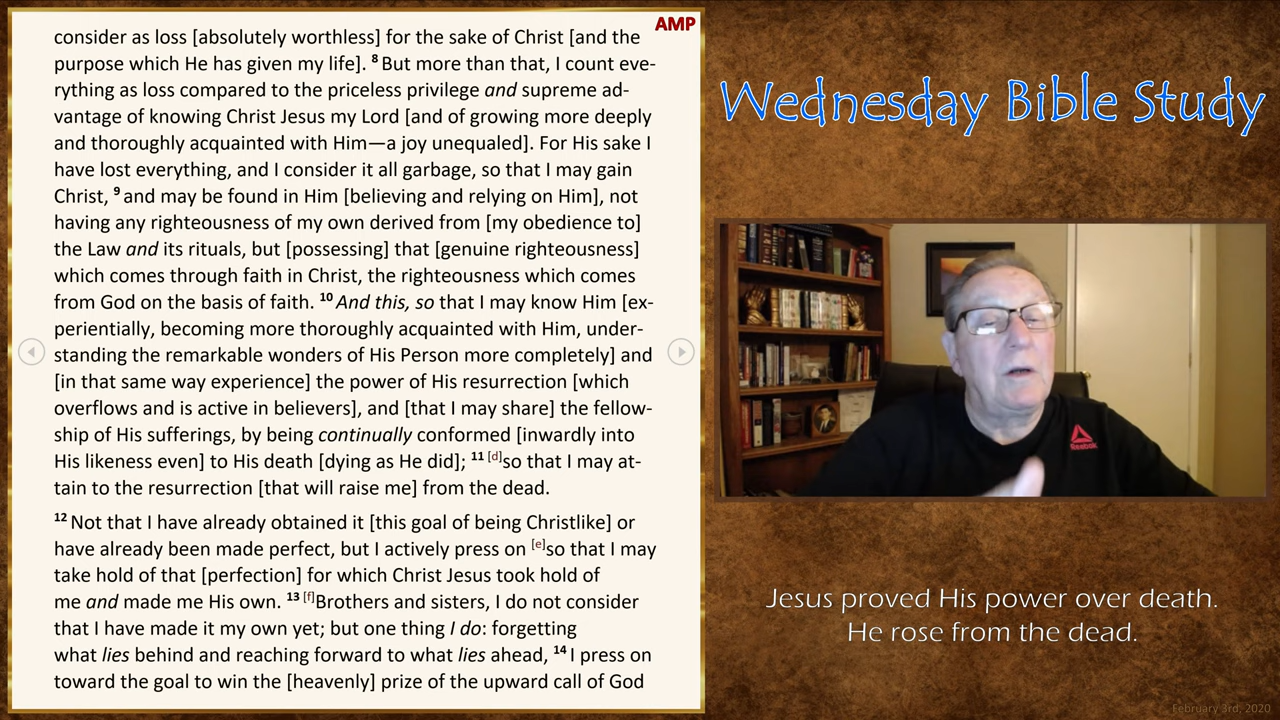 AMP
consider as loss [absolutely worthless] for the sake of Christ [and the
purpose which He has given my life]. 8 But more than that, I count eve-
rything as loss compared to the priceless privilege and supreme ad-
vantage of knowing Christ Jesus my Lord [and of growing more deeply
and thoroughly acquainted with Him—a joy unequaled]. For His sake I
have lost everything, and I consider it all garbage, so that I may gain
Christ, 9 and may be found in Him [believing and relying on Him], not
having any righteousness of my own derived from [my obedience to]
the Law and its rituals, but [possessing] that [genuine righteousness]
which comes through faith in Christ, the righteousness which comes
from God on the basis of faith. 10 And this, so that I may know Him [ex-
perientially, becoming more thoroughly acquainted with Him, under-
standing the remarkable wonders of His Person more completely] and
[in that same way experience] the power of His resurrection [which
overflows and is active in believers], and [that I may share] the fellow-
ship of His sufferings, by being continually conformed [inwardly into
His likeness even] to His death [dying as He did]; 11 [d]so that I may at-
tain to the resurrection [that will raise me] from the dead.
12 Not that I have already obtained it [this goal of being Christlike] or
have already been made perfect, but I actively press on [e]so that I may
take hold of that [perfection] for which Christ Jesus took hold of
me and made me His own. 13 [f]Brothers and sisters, I do not consider
that I have made it my own yet; but one thing I do: forgetting
what lies behind and reaching forward to what lies ahead, 14 I press on
toward the goal to win the [heavenly] prize of the upward call of God
Wednesday Bible Study
Reebok
Jesus proved His power over death.
He rose from the dead.
February 3rd, 2020